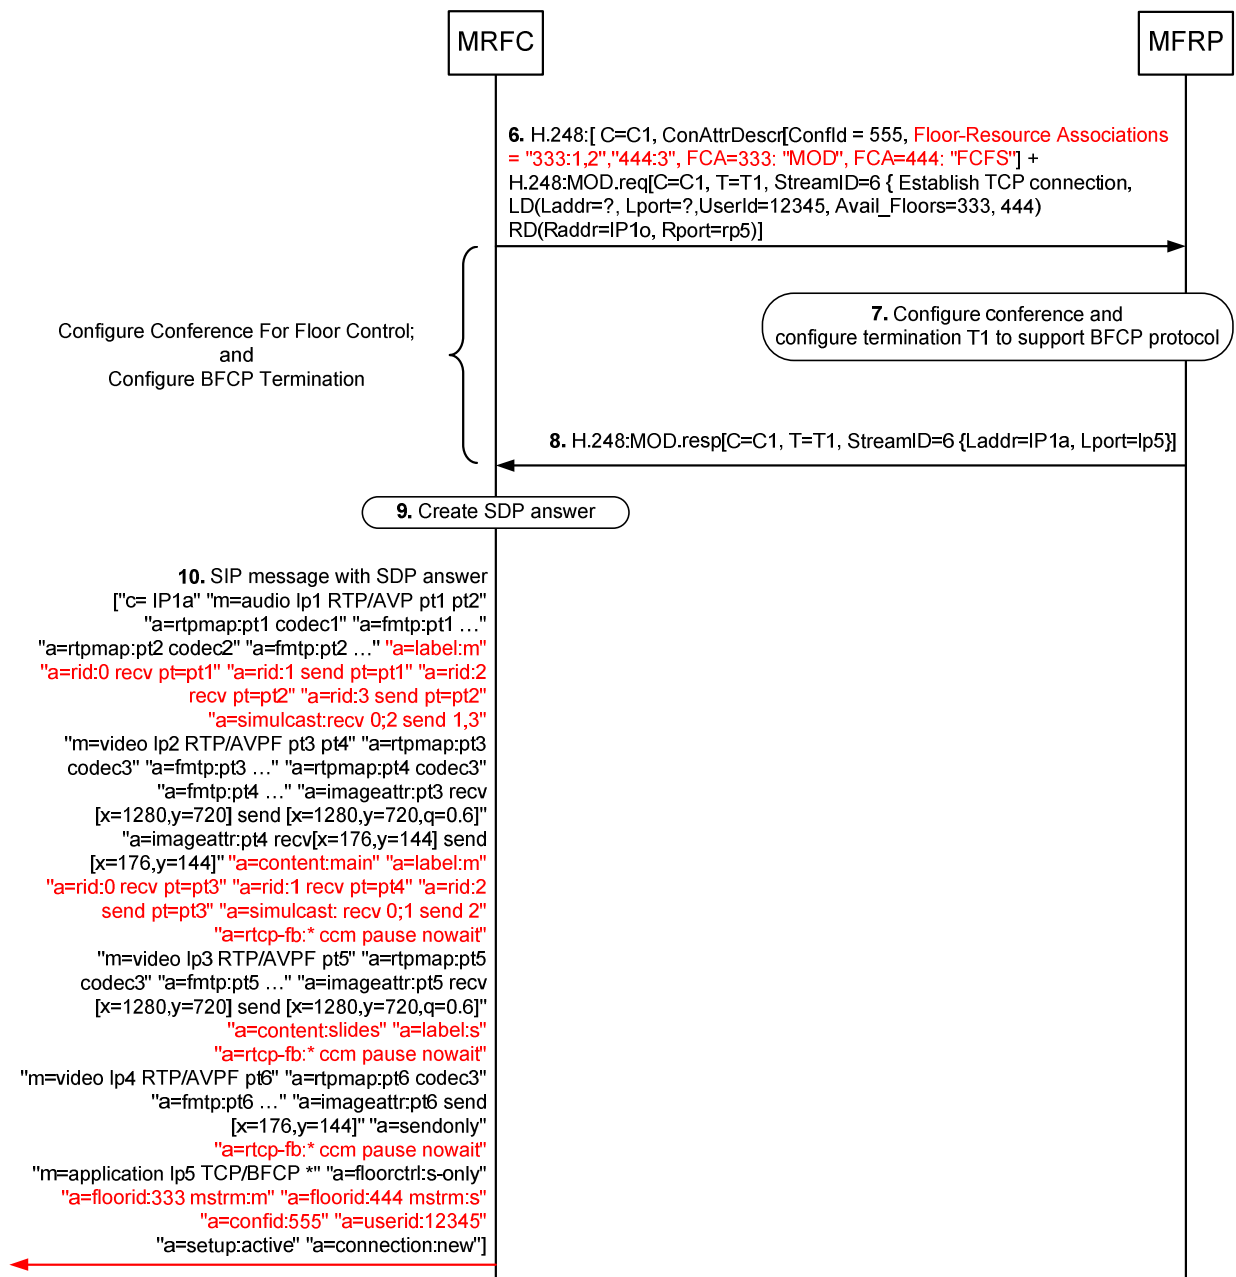 MRFC
MFRP
6. H.248:[ C=C1, ConAttrDescr[ConfId = 555, Floor-Resource Associations
= "333:1,2","444:3", FCA=333: "MOD", FCA=444: "FCFS"] +
H.248:MOD.req[C=C1, T=T1, StreamID=6 { Establish TCP connection,
LD(Laddr=?, Lport=?,UserId=12345, Avail_Floors=333, 444)
RD(Raddr=IP1o, Rport=rp5)]
7. Configure conference and
configure termination T1 to support BFCP protocol
Configure Conference For Floor Control;
and
Configure BFCP Termination
8. H.248:MOD.resp[C=C1, T=T1, StreamID=6 {Laddr=IP1a, Lport=lp5}]
9. Create SDP answer
10. SIP message with SDP answer
["c= IP1a" "m=audio lp1 RTP/AVP pt1 pt2"
"a=rtpmap:pt1 codec1" "a=fmtp:pt1 …"
"a=rtpmap:pt2 codec2" "a=fmtp:pt2 …" "a=label:m"
"a=rid:0 recv pt=pt1" "a=rid:1 send pt=pt1" "a=rid:2
recv pt=pt2" "a=rid:3 send pt=pt2"
"a=simulcast:recv 0;2 send 1,3"
"m=video lp2 RTP/AVPF pt3 pt4" "a=rtpmap:pt3
codec3" "a=fmtp:pt3 …" "a=rtpmap:pt4 codec3"
"a=fmtp:pt4 …" "a=imageattr:pt3 recv
[x=1280,y=720] send [x=1280,y=720,q=0.6]"
"a=imageattr:pt4 recv[x=176,y=144] send
[x=176,y=144]" "a=content:main" "a=label:m"
"a=rid:0 recv pt=pt3" "a=rid:1 recv pt=pt4" "a=rid:2
send pt=pt3" "a=simulcast: recv 0;1 send 2"
"a=rtcp-fb:* ccm pause nowait"
"m=video lp3 RTP/AVPF pt5" "a=rtpmap:pt5
codec3" "a=fmtp:pt5 …" "a=imageattr:pt5 recv
[x=1280,y=720] send [x=1280,y=720,q=0.6]"
"a=content:slides" "a=label:s"
"a=rtcp-fb:* ccm pause nowait"
"m=video lp4 RTP/AVPF pt6" "a=rtpmap:pt6 codec3"
"a=fmtp:pt6 …" "a=imageattr:pt6 send
[x=176,y=144]" "a=sendonly"
"a=rtcp-fb:* ccm pause nowait"
"m=application lp5 TCP/BFCP *" "a=floorctrl:s-only"
"a=floorid:333 mstrm:m" "a=floorid:444 mstrm:s"
"a=confid:555" "a=userid:12345"
"a=setup:active" "a=connection:new"]